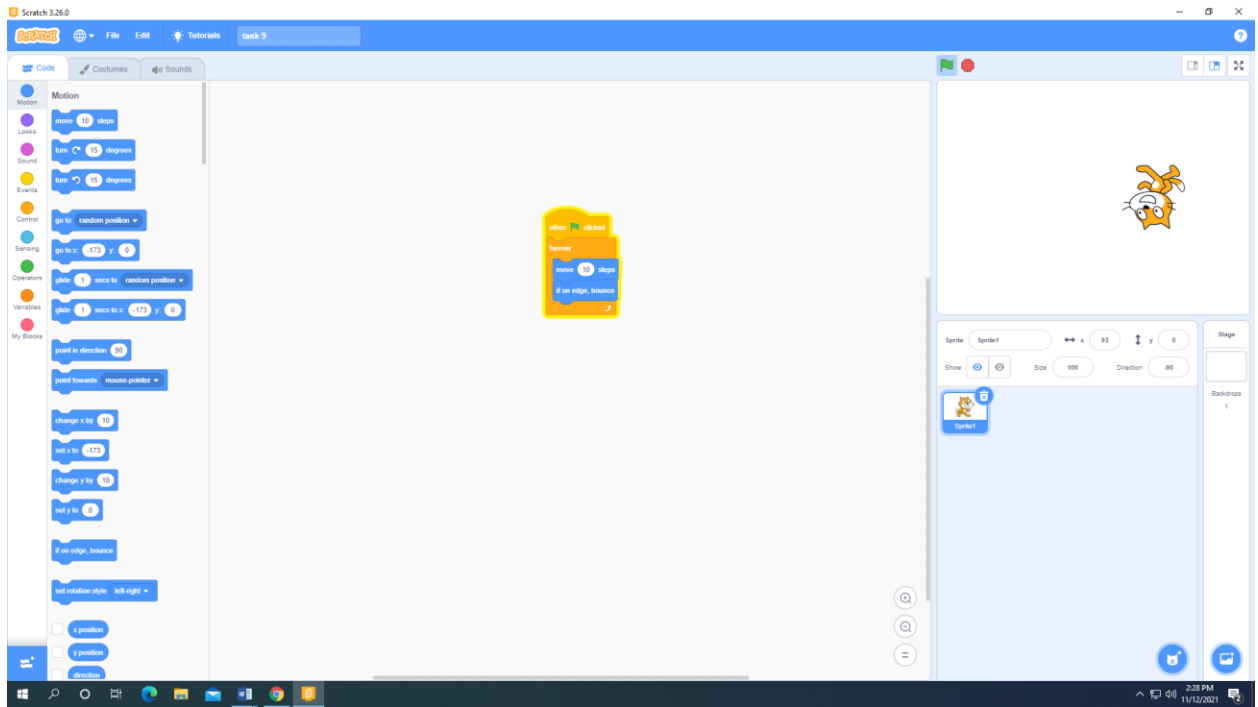 Scratch 3.26.0
SCRATCH File Edit Tutorials task 9
Code Costumes Sounds
Motion
Looks
Sound
Events
Control
Sensing
Operators
Variables
My Blocks
Motion
move 10 steps
turn 15 degrees
turn 15 degrees
go to random position
go to x: -173 y: 0
glide 1 secs to random position
glide 1 secs to x: -173 y: 0
point in direction 90
point towards mouse-pointer
change x by 10
set x to -173
change y by 10
set y to 0
if on edge, bounce
set rotation style left-right
x position
y position
direction
when clicked
forever
move 10 steps
if on edge, bounce
Sprite Sprite1 x 93 y 0
Show Size 100 Direction -90
Sprite1
Stage
Backdrops
1
2:28 PM
11/12/2021
2